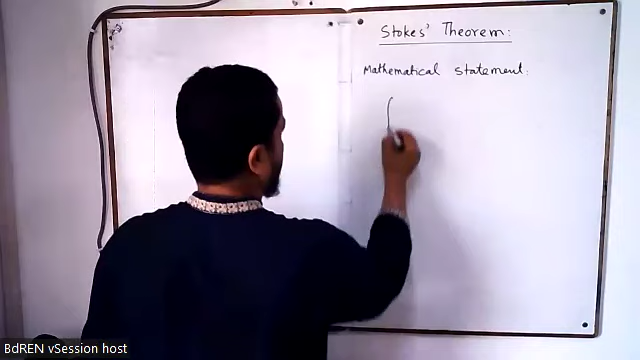 Stokes' Theorem:
Mathematical statement:
BdREN vSession host